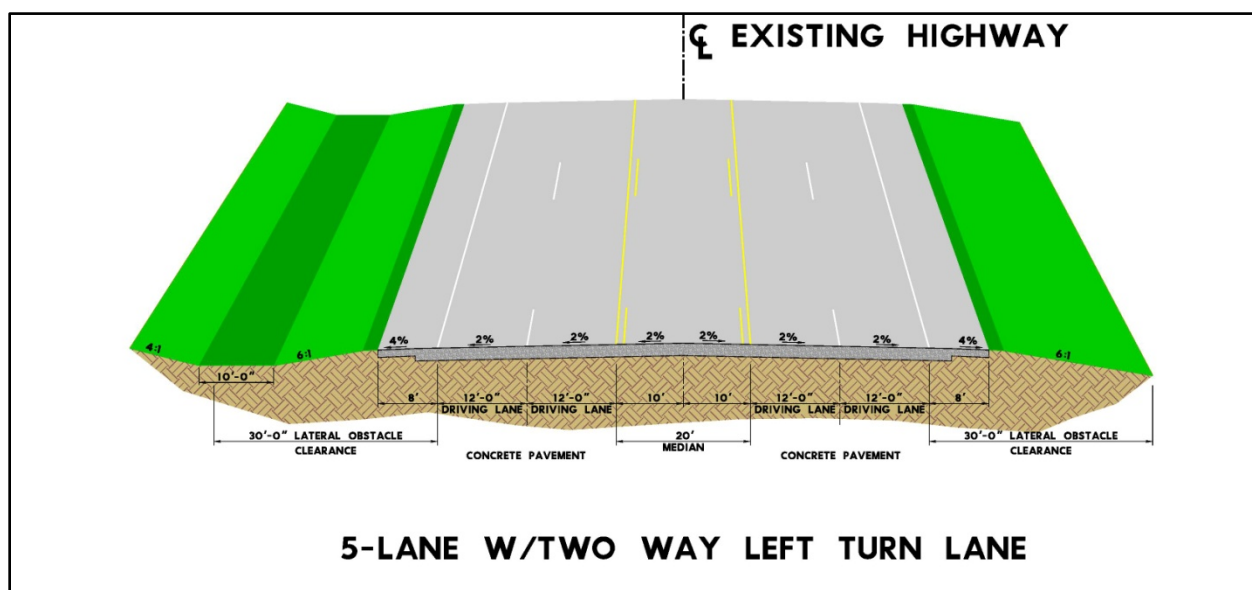 ℄ EXISTING HIGHWAY
4% 2% 2% 2% 2% 2% 2% 4%
4:1 6:1 6:1
10'-0"
8' 12'-0" 12'-0" 10' 10' 12'-0" 12'-0" 8'
DRIVING LANE DRIVING LANE DRIVING LANE DRIVING LANE
30'-0" LATERAL OBSTACLE 20' 30'-0" LATERAL OBSTACLE
CLEARANCE CONCRETE PAVEMENT MEDIAN CONCRETE PAVEMENT CLEARANCE
5-LANE W/TWO WAY LEFT TURN LANE